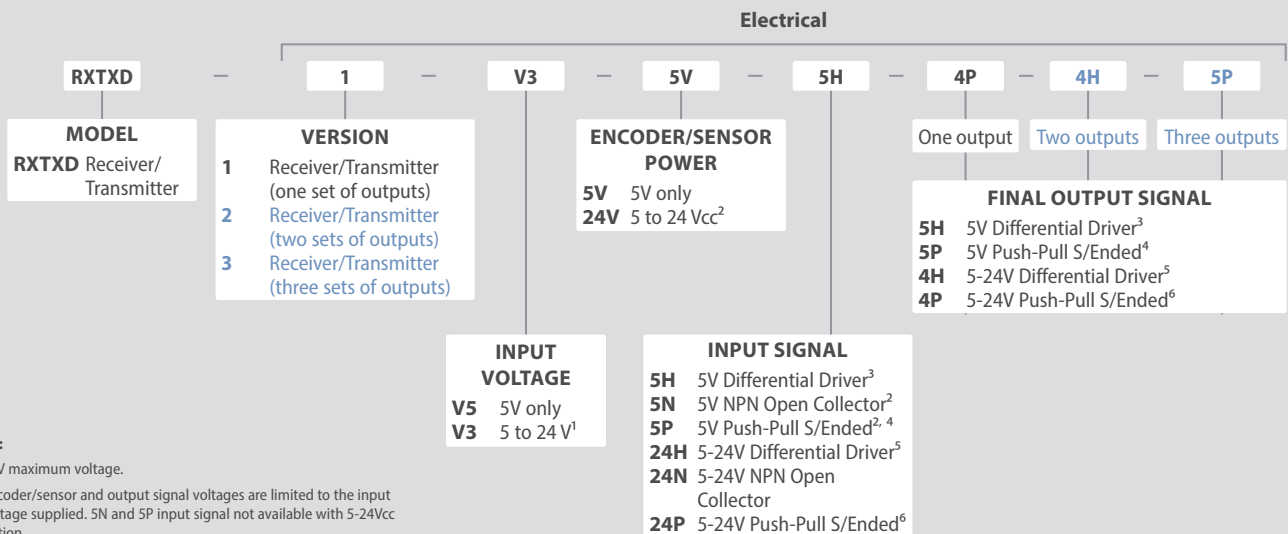 Electrical
RXTXD – 1 – V3 – 5V – 5H – 4P – 4H – 5P
MODEL
RXTXD Receiver/
Transmitter
VERSION
1 Receiver/Transmitter
(one set of outputs)
2 Receiver/Transmitter
(two sets of outputs)
3 Receiver/Transmitter
(three sets of outputs)
INPUT
VOLTAGE
V5 5V only
V3 5 to 24 V¹
ENCODER/SENSOR
POWER
5V 5V only
24V 5 to 24 Vcc²
INPUT SIGNAL
5H 5V Differential Driver³
5N 5V NPN Open Collector²
5P 5V Push-Pull S/Ended², ⁴
24H 5-24V Differential Driver⁵
24N 5-24V NPN Open
Collector
24P 5-24V Push-Pull S/Ended⁶
One output
Two outputs
Three outputs
FINAL OUTPUT SIGNAL
5H 5V Differential Driver³
5P 5V Push-Pull S/Ended⁴
4H 5-24V Differential Driver⁵
4P 5-24V Push-Pull S/Ended⁶
V maximum voltage.
coder/sensor and output signal voltages are limited to the input
tage supplied. 5N and 5P input signal not available with 5-24Vcc